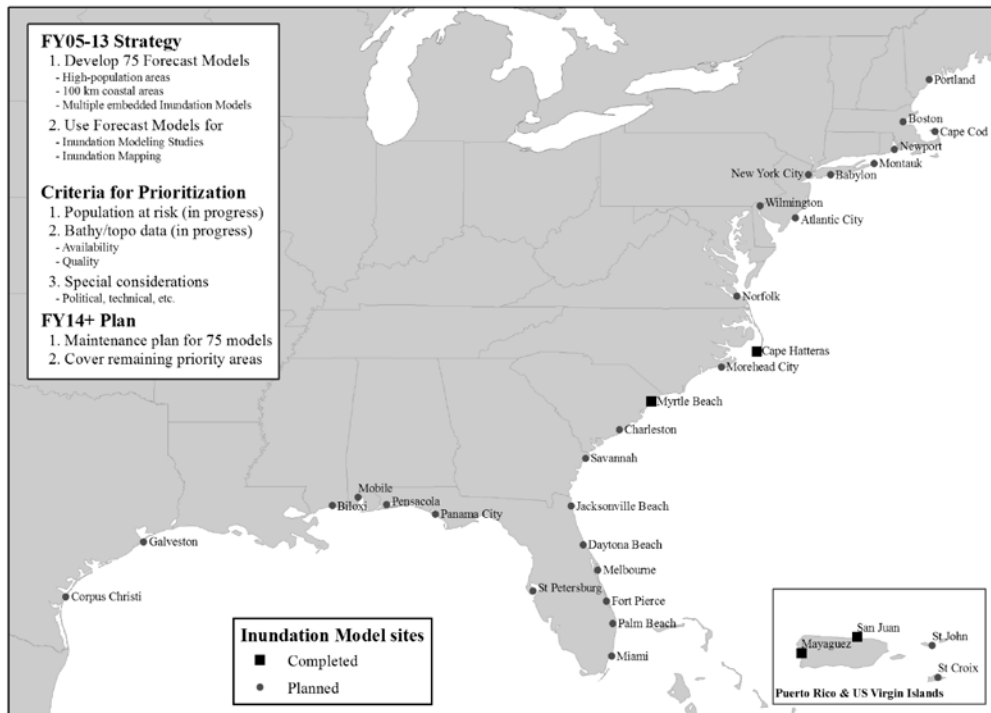 FY05-13 Strategy
1. Develop 75 Forecast Models
- High-population areas
- 100 km coastal areas
- Multiple embedded Inundation Models
2. Use Forecast Models for
- Inundation Modeling Studies
- Inundation Mapping
Criteria for Prioritization
1. Population at risk (in progress)
2. Bathy/topo data (in progress)
- Availability
- Quality
3. Special considerations
- Political, technical, etc.
FY14+ Plan
1. Maintenance plan for 75 models
2. Cover remaining priority areas
Portland
Boston
Cape Cod
Newport
Montauk
New York City
Babylon
Wilmington
Atlantic City
Norfolk
Cape Hatteras
Morehead City
Myrtle Beach
Charleston
Savannah
Mobile
Biloxi
Pensacola
Panama City
Jacksonville Beach
Galveston
Daytona Beach
Melbourne
St Petersburg
Corpus Christi
Fort Pierce
Palm Beach
Miami
Inundation Model sites
Completed
Planned
San Juan
Mayaguez
St John
St Croix
Puerto Rico & US Virgin Islands